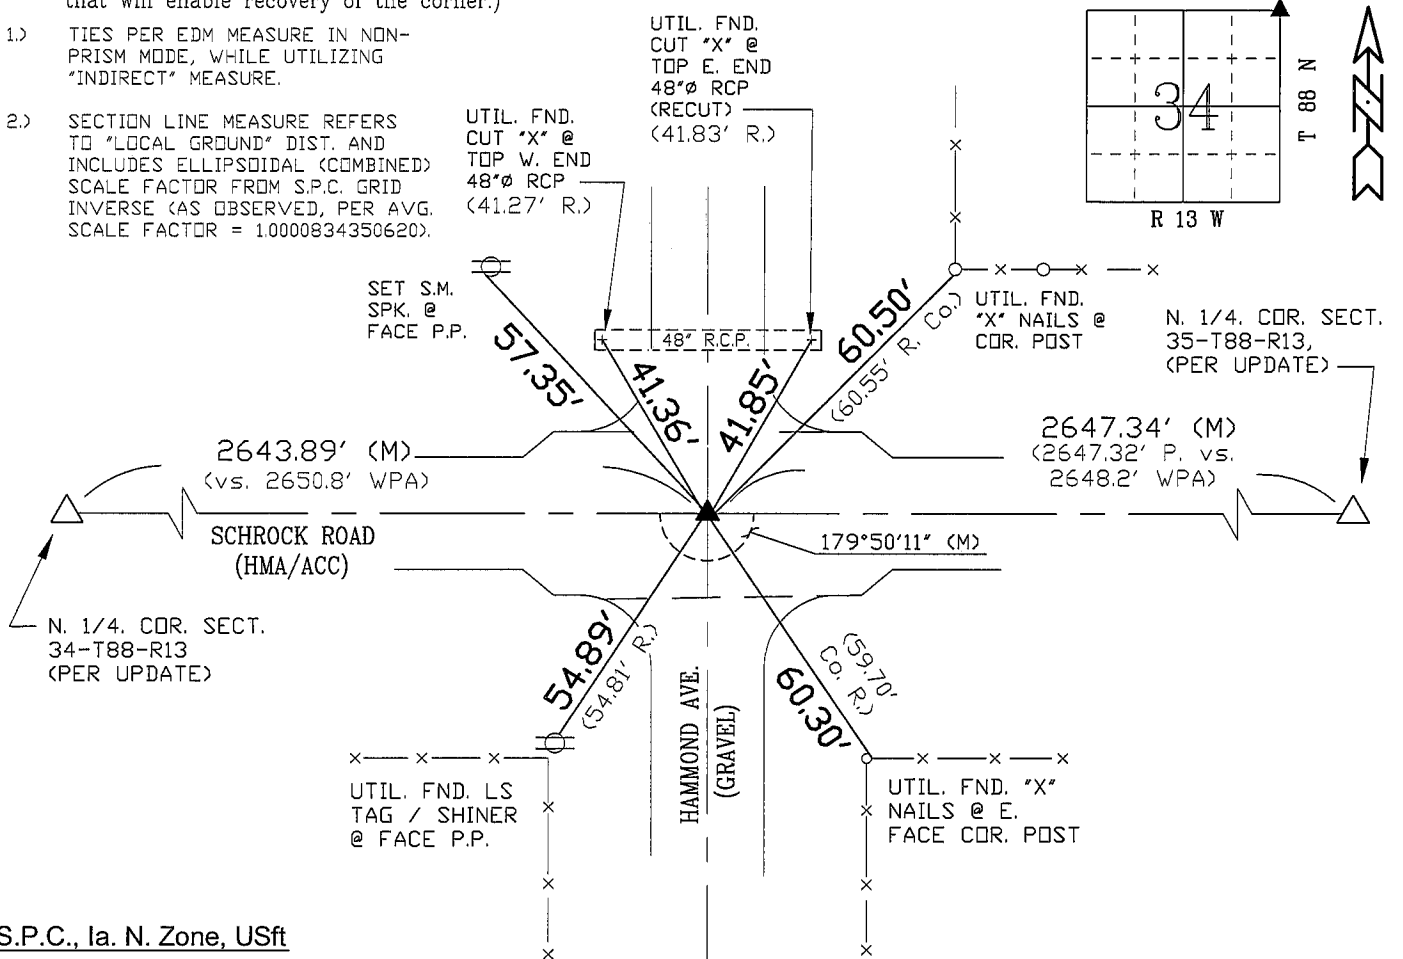 that will enable recovery of the corner.)
1.) TIES PER EDM MEASURE IN NON-
PRISM MODE, WHILE UTILIZING
"INDIRECT" MEASURE.
2.) SECTION LINE MEASURE REFERS
TO "LOCAL GROUND" DIST. AND
INCLUDES ELLIPSOIDAL (COMBINED)
SCALE FACTOR FROM S.P.C. GRID
INVERSE (AS OBSERVED, PER AVG.
SCALE FACTOR = 1.0000834350620).
UTIL. FND.
CUT "X" @
TOP W. END
48"Ø RCP
(41.27' R.)
UTIL. FND.
CUT "X" @
TOP E. END
48"Ø RCP
(RECUT)
(41.83' R.)
34
T 88 N
R 13 W
N
SET S.M.
SPK. @
FACE P.P.
57.35'
41.36'
48" R.C.P.
41.85'
60.50'
(60.55' R. Co.)
UTIL. FND.
"X" NAILS @
COR. POST
N. 1/4. COR. SECT.
35-T88-R13,
(PER UPDATE)
2643.89' (M)
(vs. 2650.8' WPA)
2647.34' (M)
(2647.32' P. vs.
2648.2' WPA)
SCHROCK ROAD
(HMA/ACC)
179°50'11" (M)
N. 1/4. COR. SECT.
34-T88-R13
(PER UPDATE)
54.89'
(54.81' R.)
HAMMOND AVE.
(GRAVEL)
60.30'
(59.70'
Co. R.)
UTIL. FND. LS
TAG / SHINER
@ FACE P.P.
UTIL. FND. "X"
NAILS @ E.
FACE COR. POST
S.P.C., Ia. N. Zone, USft